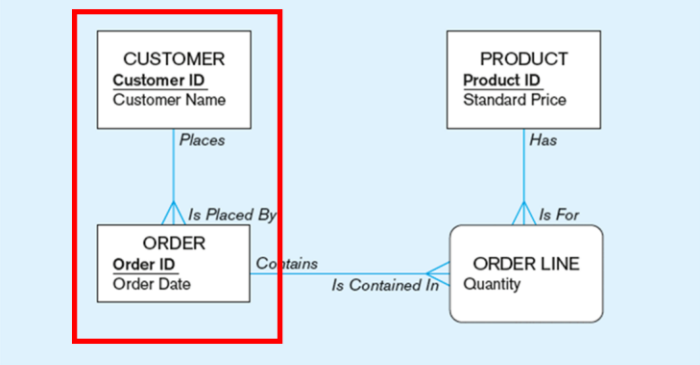 CUSTOMER
Customer ID
Customer Name
Places
Is Placed By
ORDER
Order ID
Order Date
Contains
Is Contained In
PRODUCT
Product ID
Standard Price
Has
Is For
ORDER LINE
Quantity